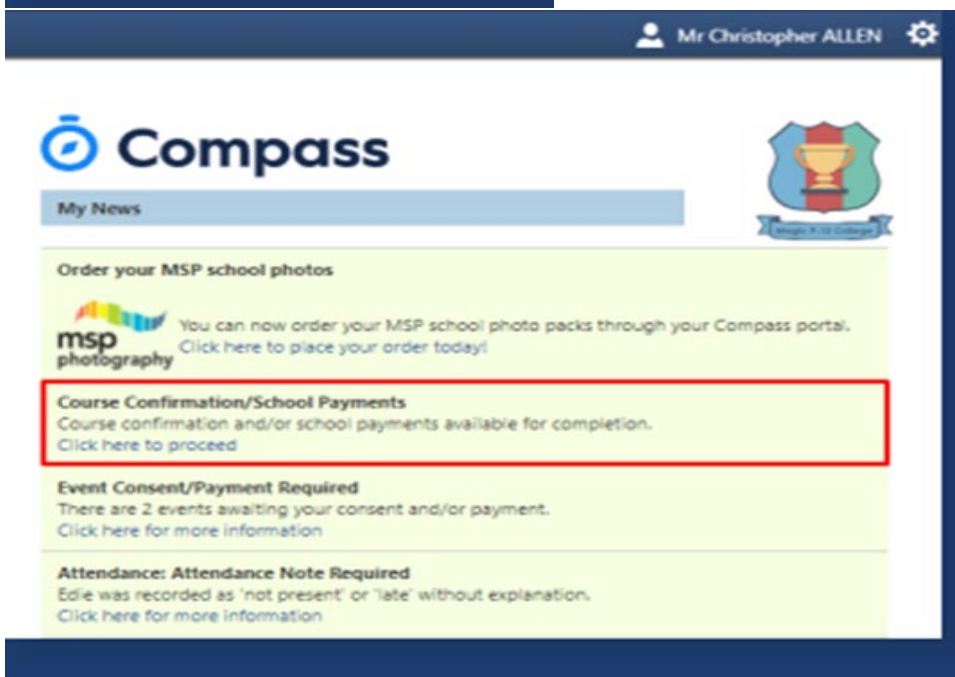 Mr Christopher ALLEN
Compass
My News
Magic P-12 College
Order your MSP school photos
msp
photography
You can now order your MSP school photo packs through your Compass portal.
Click here to place your order today!
Course Confirmation/School Payments
Course confirmation and/or school payments available for completion.
Click here to proceed
Event Consent/Payment Required
There are 2 events awaiting your consent and/or payment.
Click here for more information
Attendance: Attendance Note Required
Edie was recorded as 'not present' or 'late' without explanation.
Click here for more information